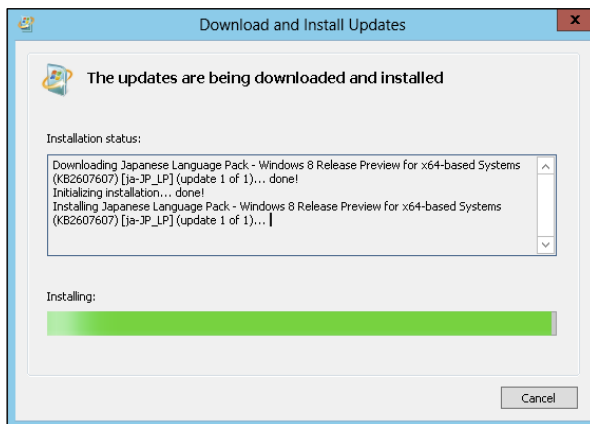 Download and Install Updates
x
The updates are being downloaded and installed
Installation status:
Downloading Japanese Language Pack - Windows 8 Release Preview for x64-based Systems
(KB2607607) [ja-JP_LP] (update 1 of 1)... done!
Initializing installation... done!
Installing Japanese Language Pack - Windows 8 Release Preview for x64-based Systems
(KB2607607) [ja-JP_LP] (update 1 of 1)...
Installing:
Cancel